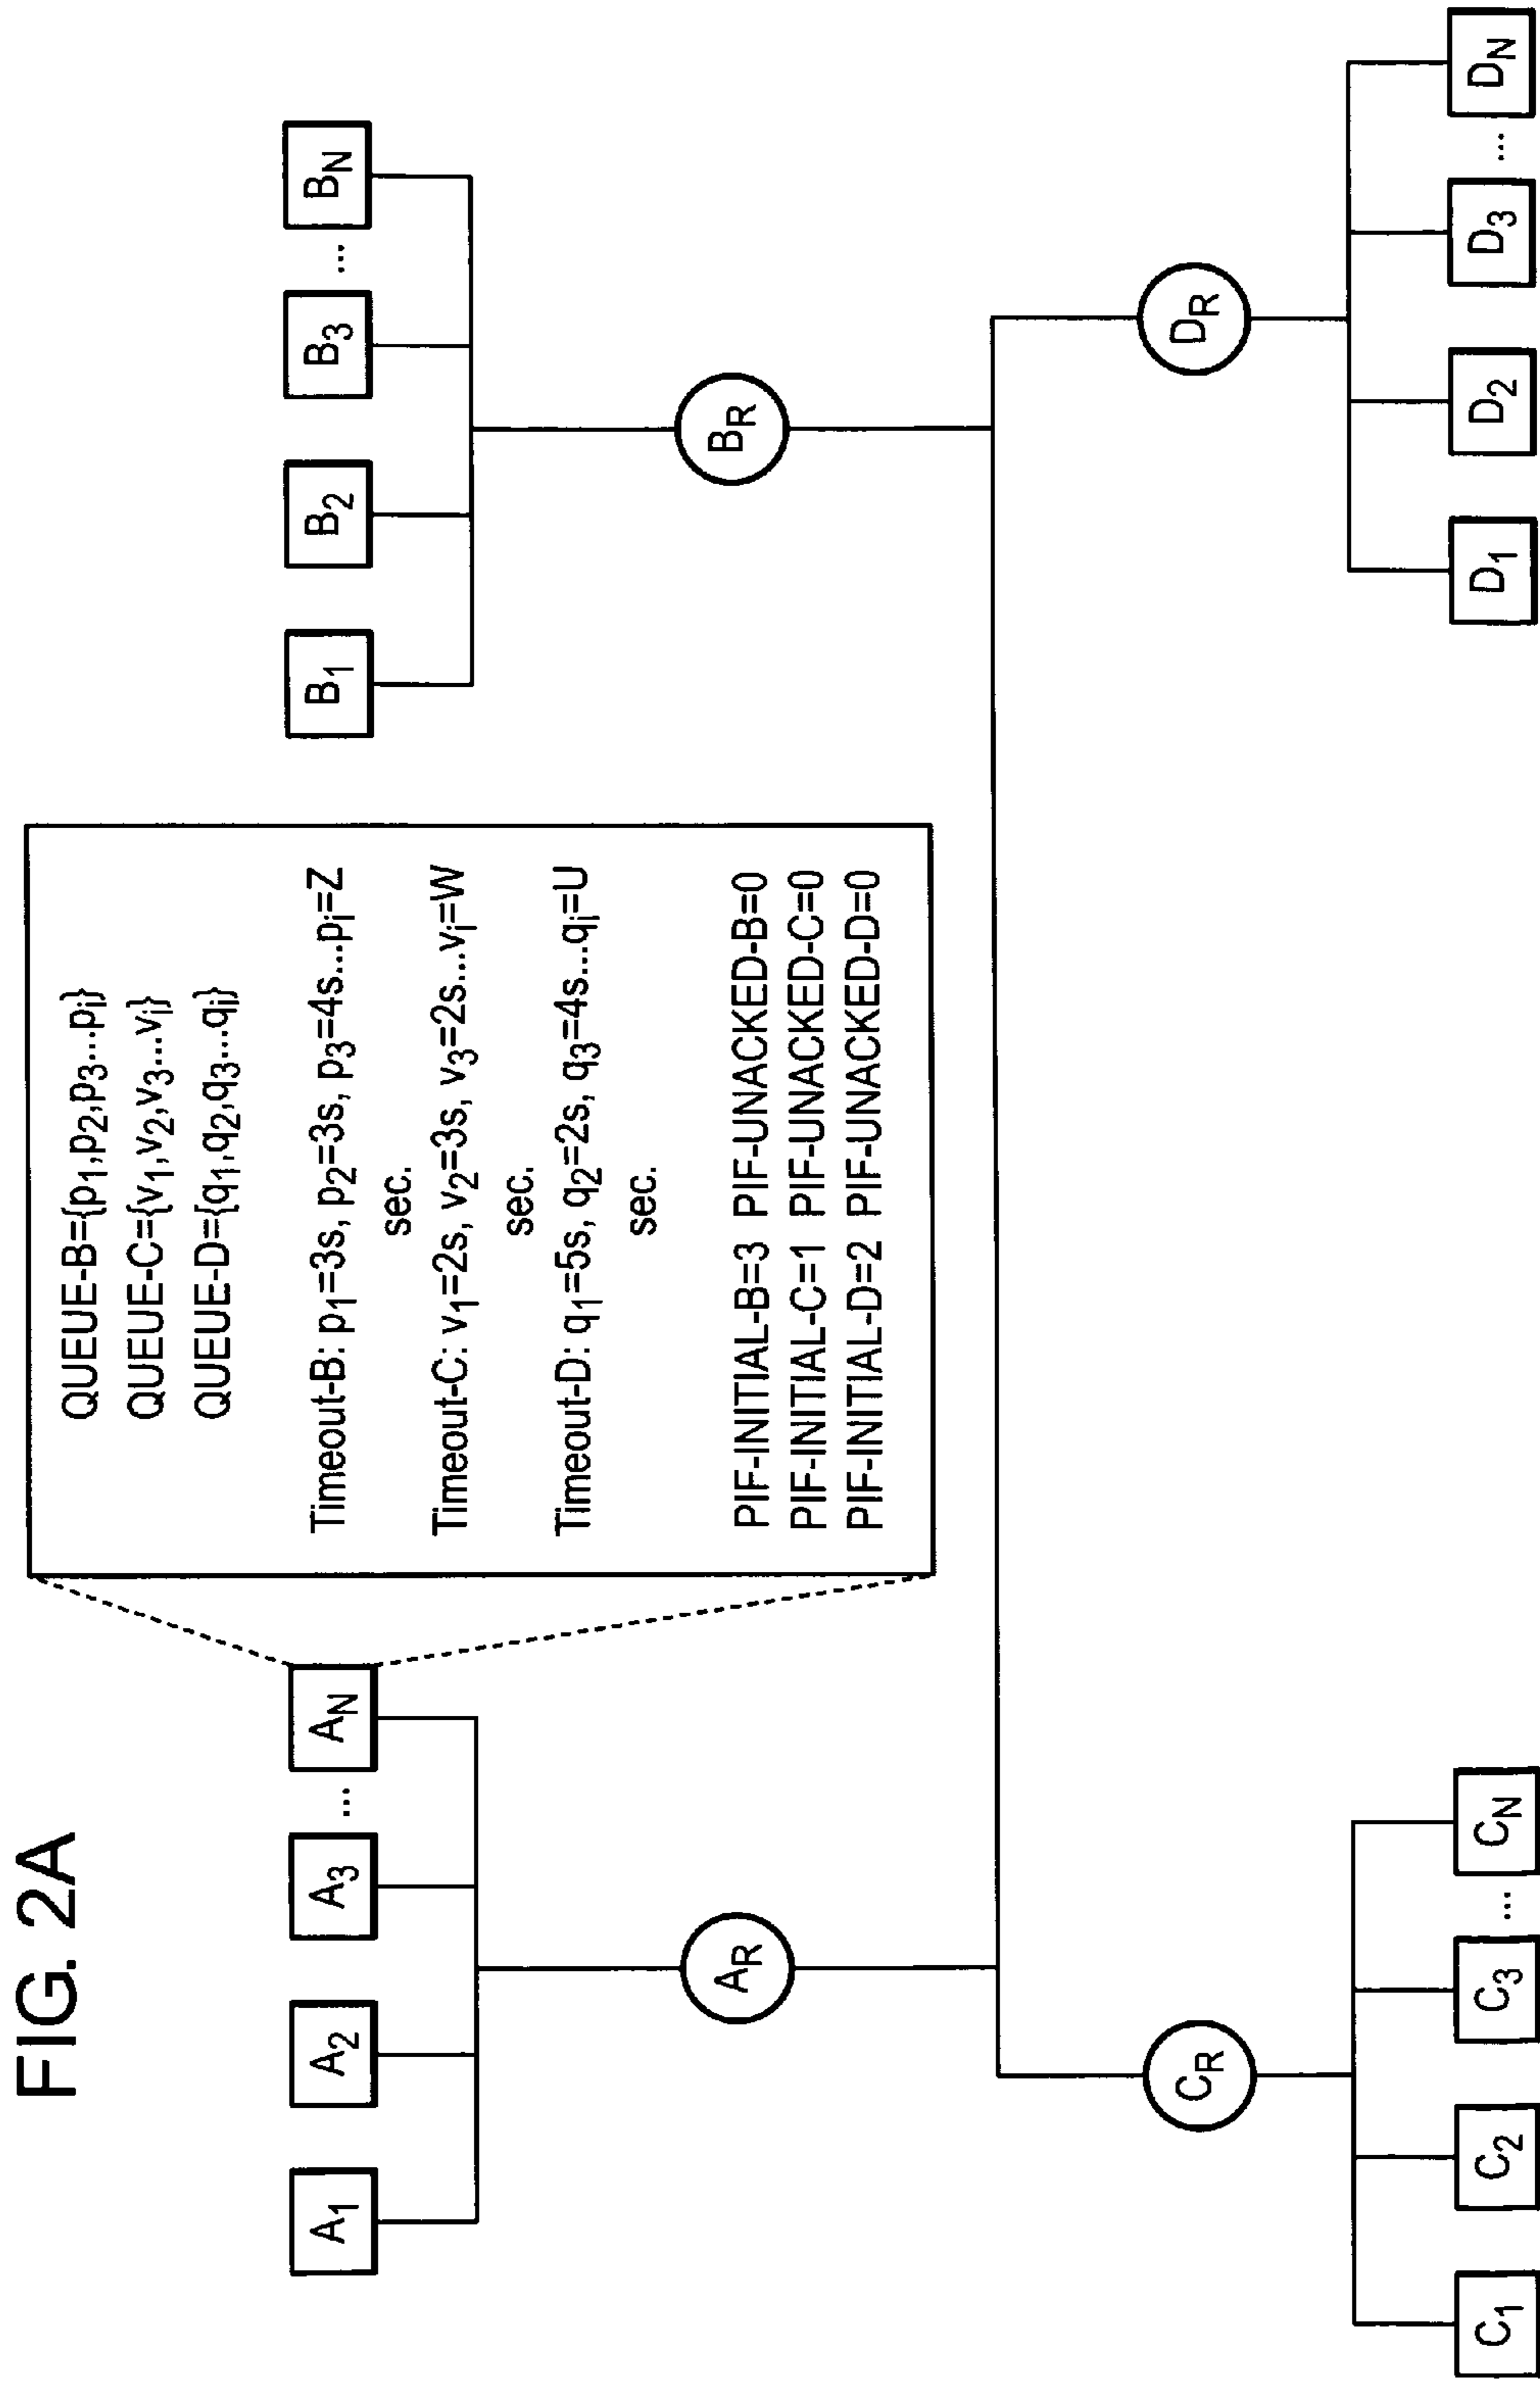 FIG. 2A
QUEUE-B={p1,p2,p3...pi}
QUEUE-C={v1,v2,v3...vi}
QUEUE-D={q1,q2,q3...qi}
Timeout-B: p1=3s, p2=3s, p3=4s...pi=Z
sec.
Timeout-C: v1=2s, v2=3s, v3=2s...vi=W
sec.
Timeout-D: q1=5s, q2=2s, q3=4s...qi=U
sec.
PIF-INITIAL-B=3 PIF-UNACKED-B=0
PIF-INITIAL-C=1 PIF-UNACKED-C=0
PIF-INITIAL-D=2 PIF-UNACKED-D=0
A1 A2 A3 ... AN
B1 B2 B3 ... BN
AR
BR
CR
DR
C1 C2 C3 ... CN
D1 D2 D3 ... DN